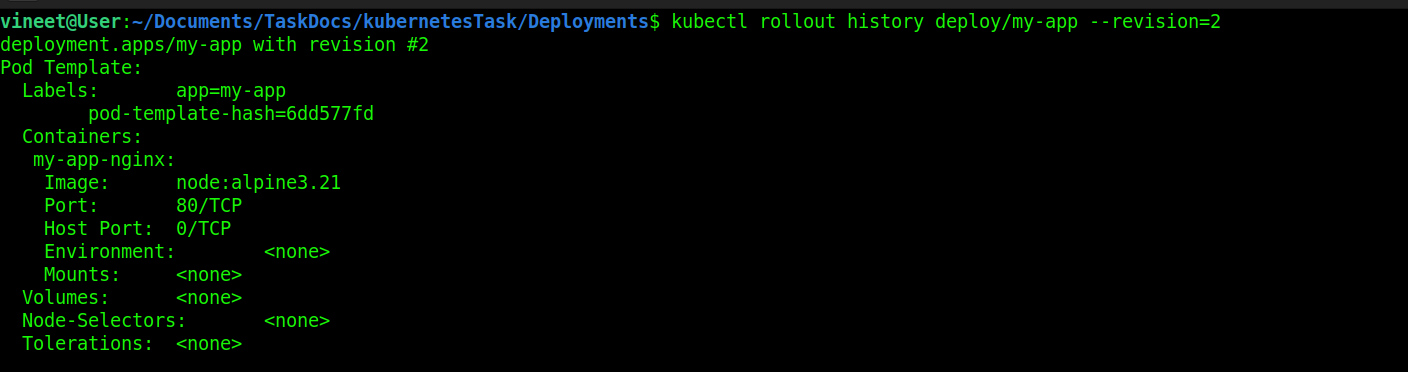 vineet@User:~/Documents/TaskDocs/kubernetesTask/Deployments$ kubectl rollout history deploy/my-app --revision=2
deployment.apps/my-app with revision #2
Pod Template:
  Labels:       app=my-app
        pod-template-hash=6dd577fd
  Containers:
   my-app-nginx:
    Image:      node:alpine3.21
    Port:       80/TCP
    Host Port:  0/TCP
    Environment:        <none>
    Mounts:     <none>
  Volumes:      <none>
  Node-Selectors:       <none>
  Tolerations:  <none>